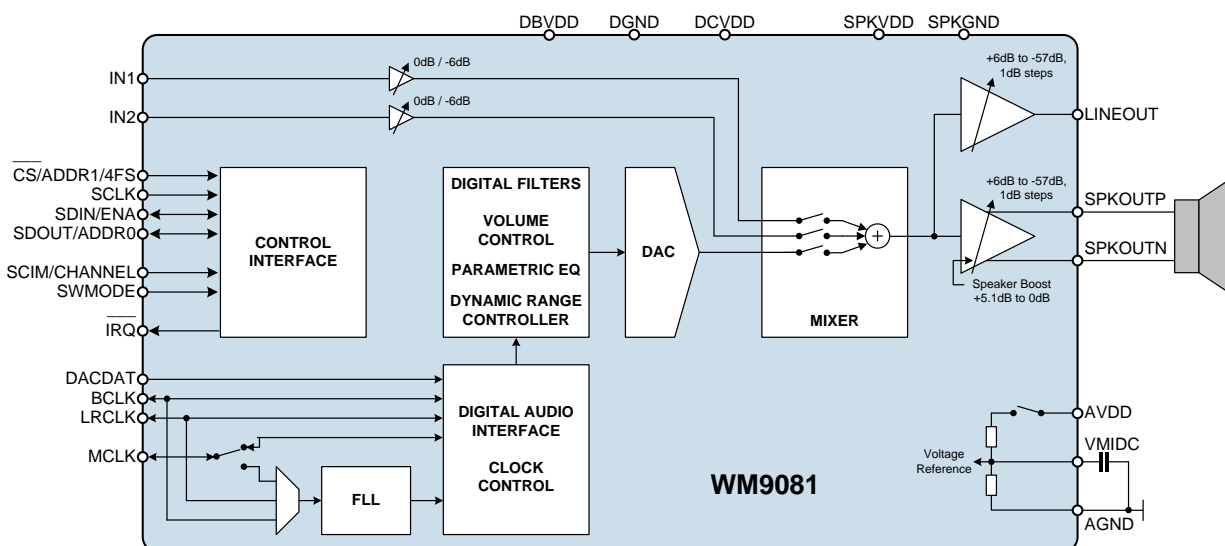 DBVDD
DGND
DCVDD
SPKVDD
SPKGND
IN1
0dB / -6dB
IN2
0dB / -6dB
+6dB to -57dB,
1dB steps
LINEOUT
CS/ADDR1/4FS
SCLK
SDIN/ENA
SDOUT/ADDR0
SCIM/CHANNEL
SWMODE
IRQ
CONTROL
INTERFACE
DIGITAL FILTERS
VOLUME
CONTROL
PARAMETRIC EQ
DYNAMIC RANGE
CONTROLLER
DAC
MIXER
+
+6dB to -57dB,
1dB steps
SPKOUTP
SPKOUTN
Speaker Boost
+5.1dB to 0dB
DACDAT
BCLK
LRCLK
MCLK
FLL
DIGITAL AUDIO
INTERFACE
CLOCK
CONTROL
WM9081
AVDD
VMIDC
Voltage
Reference
AGND